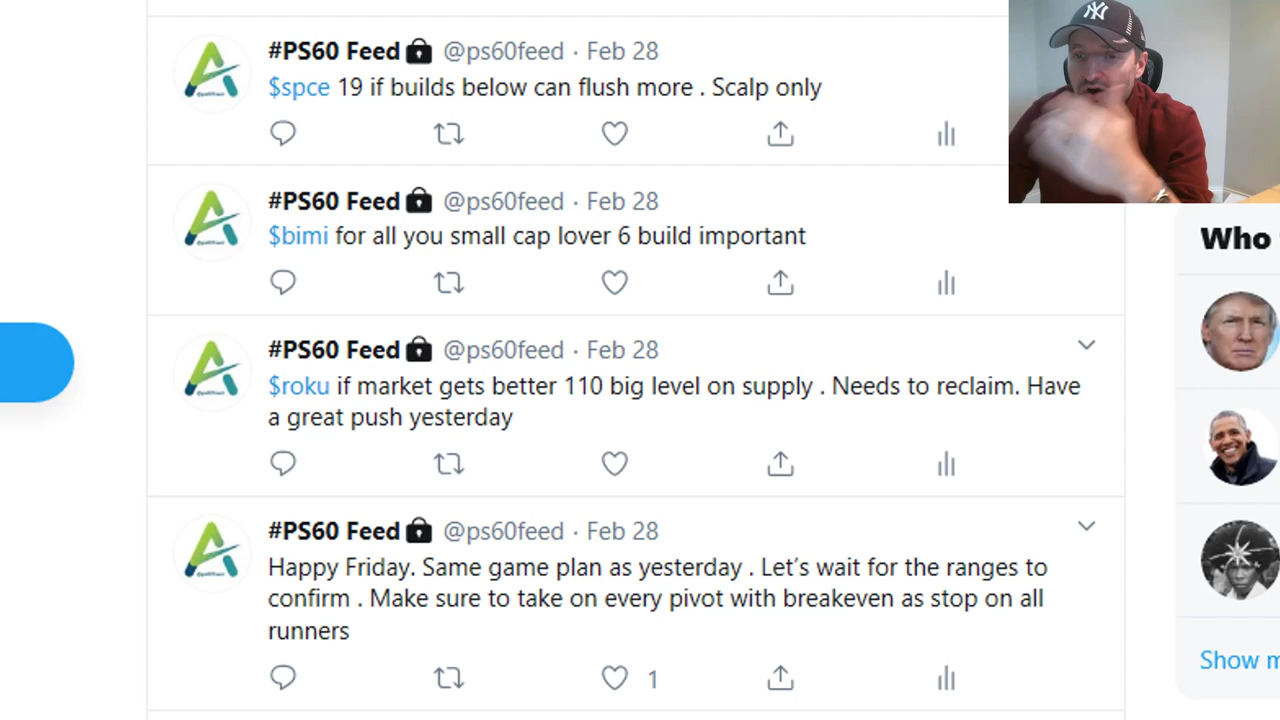 #PS60 Feed @ps60feed · Feb 28
$spce 19 if builds below can flush more . Scalp only
#PS60 Feed @ps60feed · Feb 28
$bimi for all you small cap lover 6 build important
#PS60 Feed @ps60feed · Feb 28
$roku if market gets better 110 big level on supply . Needs to reclaim. Have
a great push yesterday
#PS60 Feed @ps60feed · Feb 28
Happy Friday. Same game plan as yesterday . Let’s wait for the ranges to
confirm . Make sure to take on every pivot with breakeven as stop on all
runners
1
NY
Who
Show m